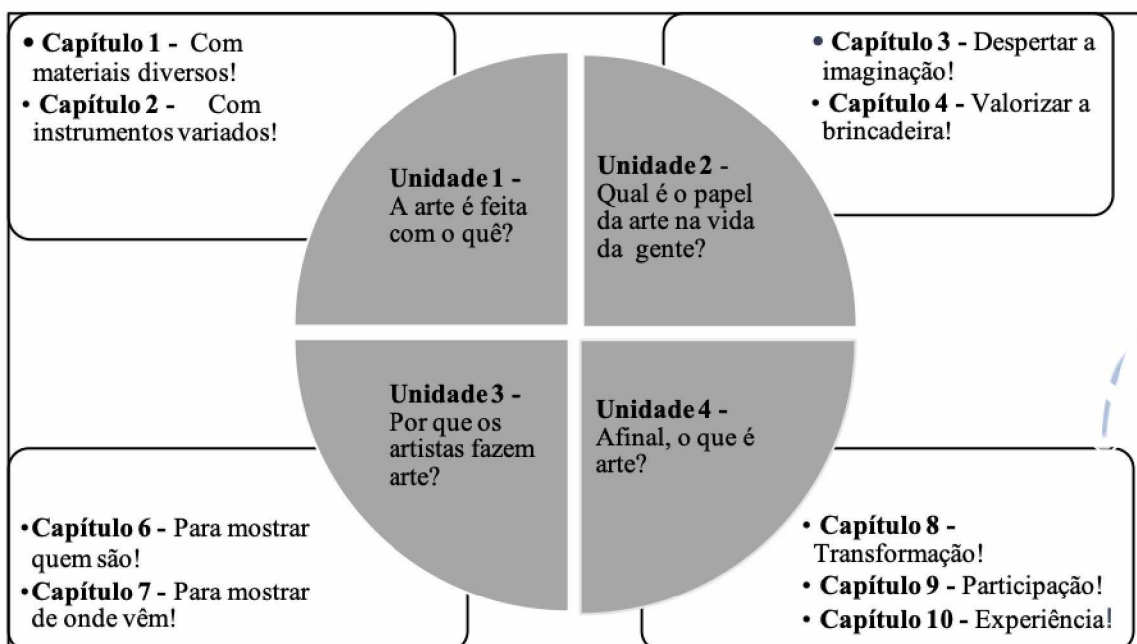 • Capítulo 1 - Com
materiais diversos!
• Capítulo 2 - Com
instrumentos variados!
• Capítulo 3 - Despertar a
imaginação!
• Capítulo 4 - Valorizar a
brincadeira!
Unidade 1 -
A arte é feita
com o quê?
Unidade 2 -
Qual é o papel
da arte na vida
da gente?
Unidade 3 -
Por que os
artistas fazem
arte?
Unidade 4 -
Afinal, o que é
arte?
• Capítulo 6 - Para mostrar
quem são!
• Capítulo 7 - Para mostrar
de onde vêm!
• Capítulo 8 -
Transformação!
• Capítulo 9 - Participação!
• Capítulo 10 - Experiência!